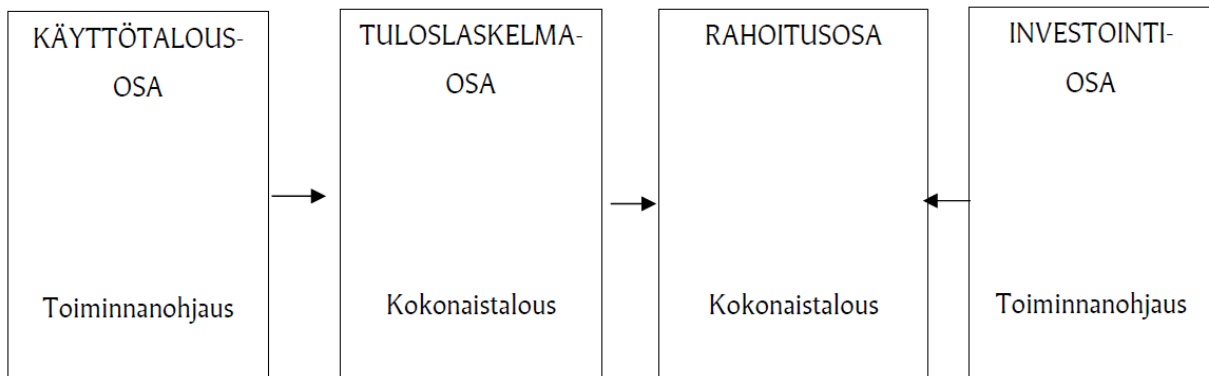 KÄYTTÖTALOUS-
OSA
Toiminnanohjaus
TULOSLASKELMA-
OSA
Kokonaistalous
RAHOITUSOSA
Kokonaistalous
INVESTOINTI-
OSA
Toiminnanohjaus